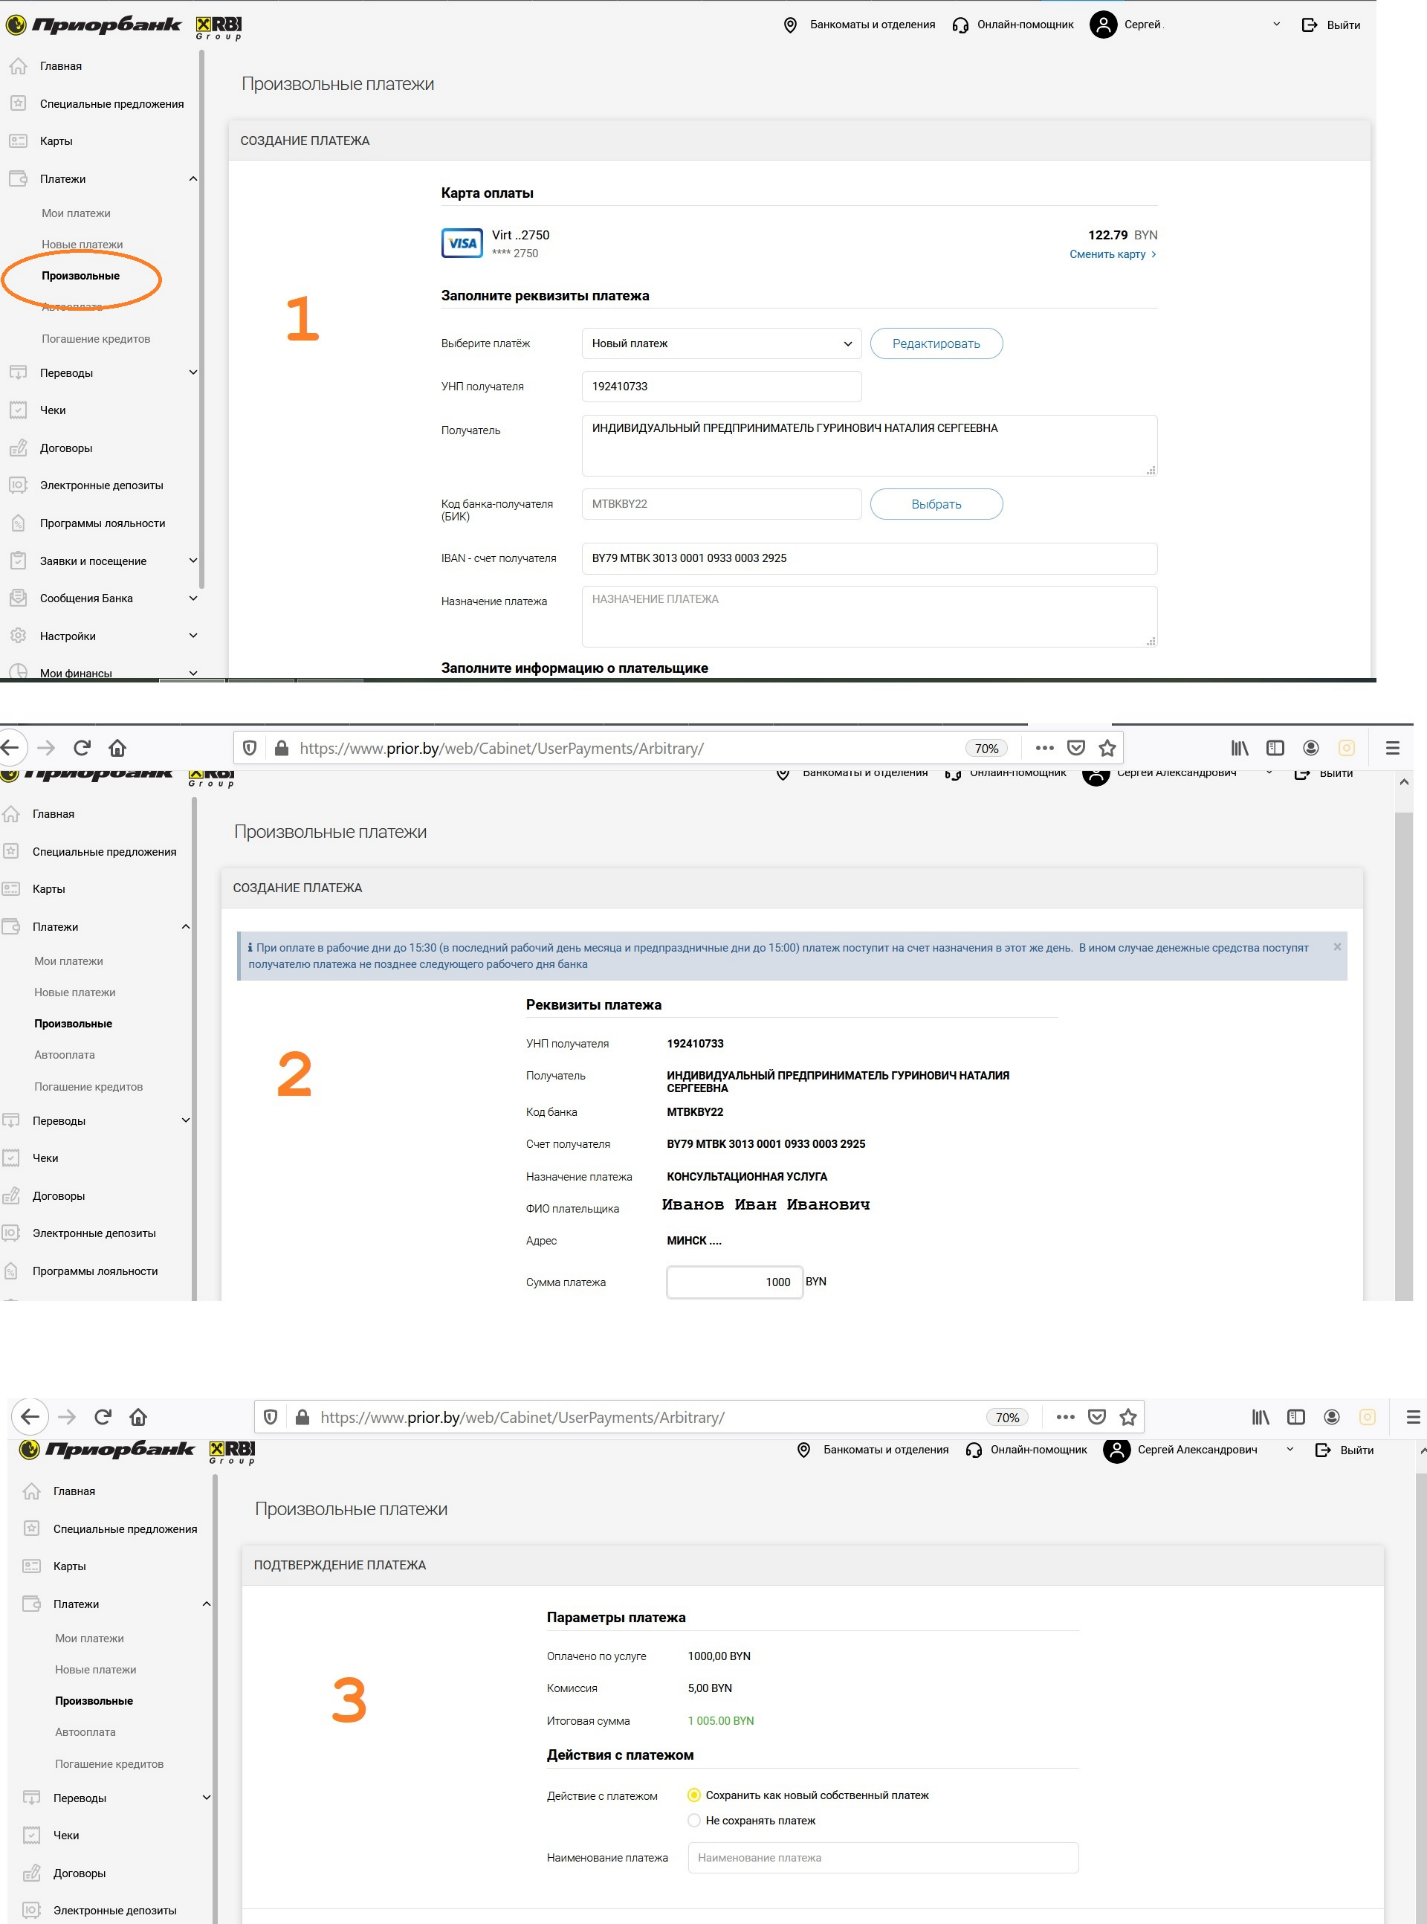 Приорбанк RBI Group
Банкоматы и отделения Онлайн-помощник Сергей Выйти
Главная
Произвольные платежи
Специальные предложения
СОЗДАНИЕ ПЛАТЕЖА
Карты
Платежи
Мои платежи
Новые платежи
Произвольные
Автооплата
Погашение кредитов
Переводы
Чеки
Договоры
Электронные депозиты
Программы лояльности
Заявки и посещение
Сообщения Банка
Настройки
Мои финансы
1
Карта оплаты
VISA Virt ..2750 122.79 BYN
**** 2750 Сменить карту >
Заполните реквизиты платежа
Выберите платёж Новый платеж Редактировать
УНП получателя 192410733
Получатель ИНДИВИДУАЛЬНЫЙ ПРЕДПРИНИМАТЕЛЬ ГУРИНОВИЧ НАТАЛИЯ СЕРГЕЕВНА
Код банка-получателя MTBKBY22 Выбрать
(БИК)
IBAN - счет получателя BY79 MTBK 3013 0001 0933 0003 2925
Назначение платежа НАЗНАЧЕНИЕ ПЛАТЕЖА
Заполните информацию о плательщике
https://www.prior.by/web/Cabinet/UserPayments/Arbitrary/ 70%
Приорбанк RBI Group
Банкоматы и отделения Онлайн-помощник Сергей Александрович Выйти
Главная
Произвольные платежи
Специальные предложения
СОЗДАНИЕ ПЛАТЕЖА
Карты
Платежи
Мои платежи
Новые платежи
Произвольные
Автооплата
Погашение кредитов
Переводы
Чеки
Договоры
Электронные депозиты
Программы лояльности
2
i При оплате в рабочие дни до 15:30 (в последний рабочий день месяца и предпраздничные дни до 15:00) платеж поступит на счет назначения в этот же день. В ином случае денежные средства поступят ×
получателю платежа не позднее следующего рабочего дня банка
Реквизиты платежа
УНП получателя 192410733
Получатель ИНДИВИДУАЛЬНЫЙ ПРЕДПРИНИМАТЕЛЬ ГУРИНОВИЧ НАТАЛИЯ
СЕРГЕЕВНА
Код банка MTBKBY22
Счет получателя BY79 MTBK 3013 0001 0933 0003 2925
Назначение платежа КОНСУЛЬТАЦИОННАЯ УСЛУГА
ФИО плательщика Иванов Иван Иванович
Адрес МИНСК ....
Сумма платежа 1000 BYN
https://www.prior.by/web/Cabinet/UserPayments/Arbitrary/ 70%
Приорбанк RBI Group
Банкоматы и отделения Онлайн-помощник Сергей Александрович Выйти
Главная
Произвольные платежи
Специальные предложения
ПОДТВЕРЖДЕНИЕ ПЛАТЕЖА
Карты
Платежи
Мои платежи
Новые платежи
Произвольные
Автооплата
Погашение кредитов
Переводы
Чеки
Договоры
Электронные депозиты
3
Параметры платежа
Оплачено по услуге 1000,00 BYN
Комиссия 5,00 BYN
Итоговая сумма 1 005.00 BYN
Действия с платежом
Действие с платежом Сохранить как новый собственный платеж
Не сохранять платеж
Наименование платежа Наименование платежа